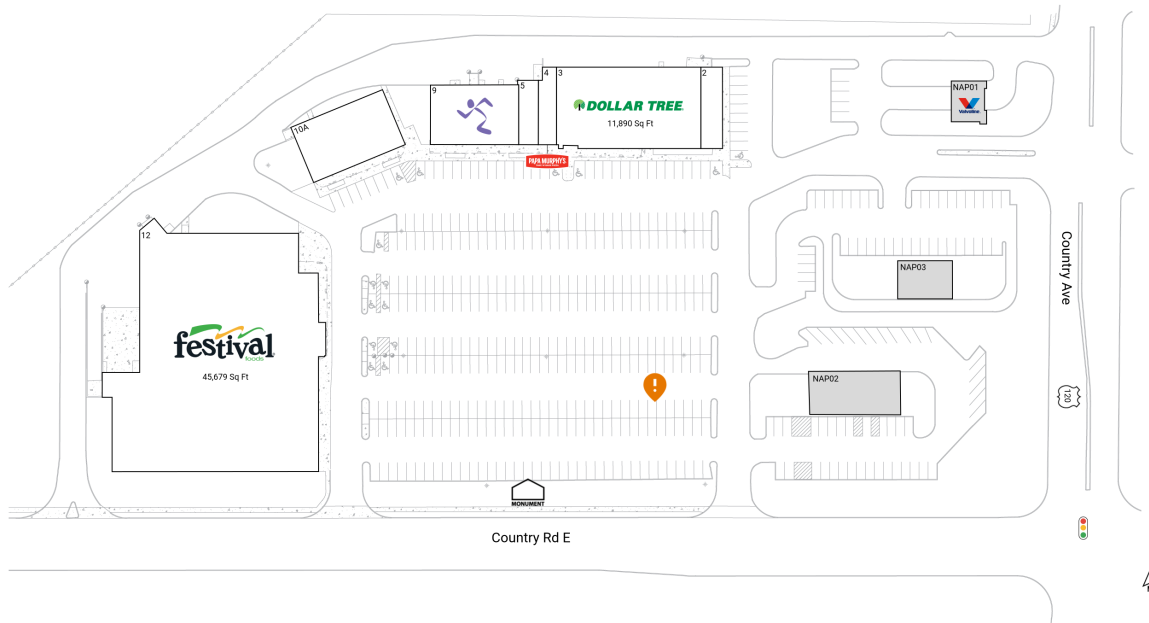 4
3
2
9
5
DOLLAR TREE
11,890 Sq Ft
NAP01
Valvoline
10A
PAPA MURPHY'S
12
festival
foods
45,679 Sq Ft
NAP03
Country Ave
NAP02
120
MONUMENT
Country Rd E